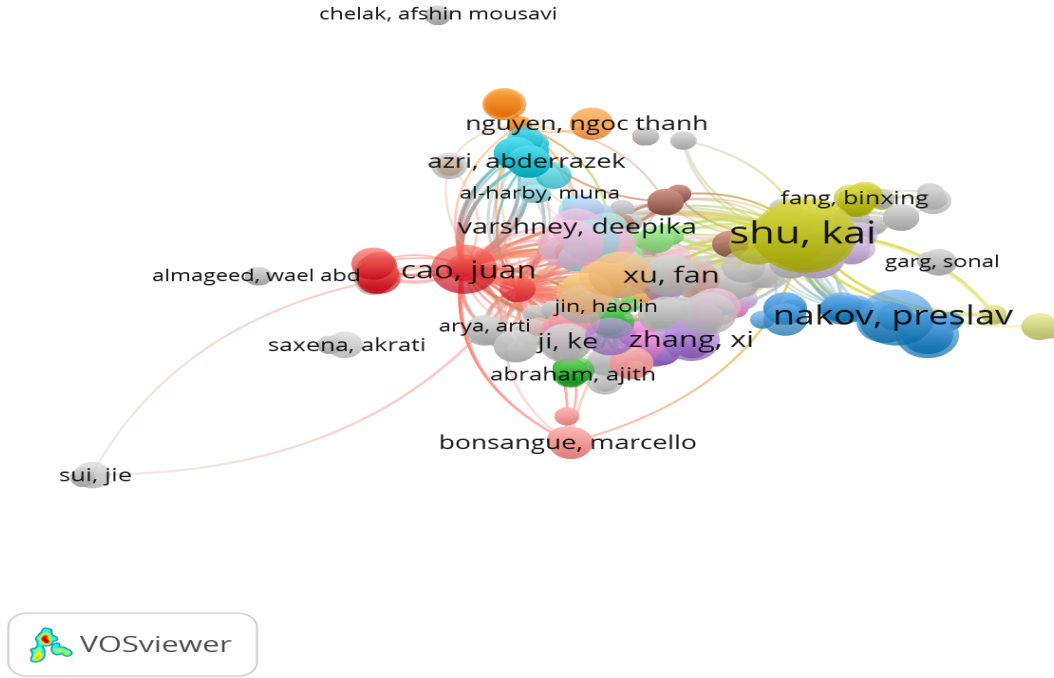 chelak, afshin mousavi
nguyen, ngoc thanh
azri, abderrazek
al-harby, muna
fang, binxing
varshney, deepika
shu, kai
garg, sonal
almageed, wael abd
cao, juan
xu, fan
jin, haolin
nakov, preslav
arya, arti
saxena, akrati
ji, ke
zhang, xi
abraham, ajith
bonsangue, marcello
sui, jie
VOSviewer